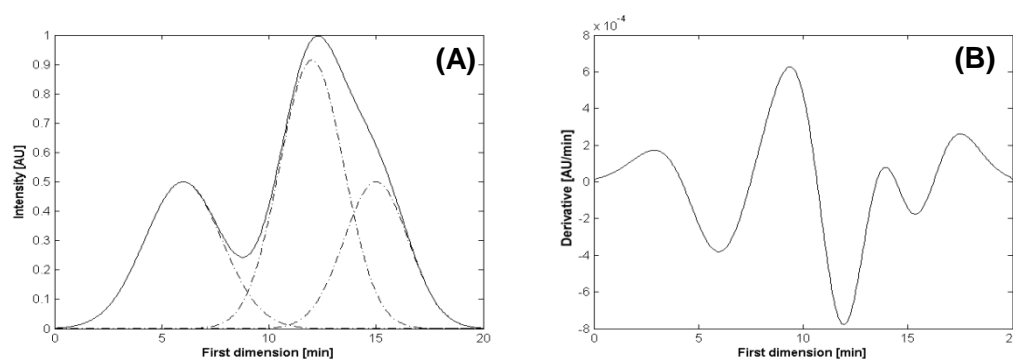 (A)
1
0.9
0.8
0.7
0.6
0.5
0.4
0.3
0.2
0.1
0
Intensity [AU]
0 5 10 15 20
First dimension [min]
× 10⁻⁴
(B)
8
6
4
2
0
-2
-4
-6
-8
Derivative [AU/min]
0 5 10 15 20
First dimension [min]